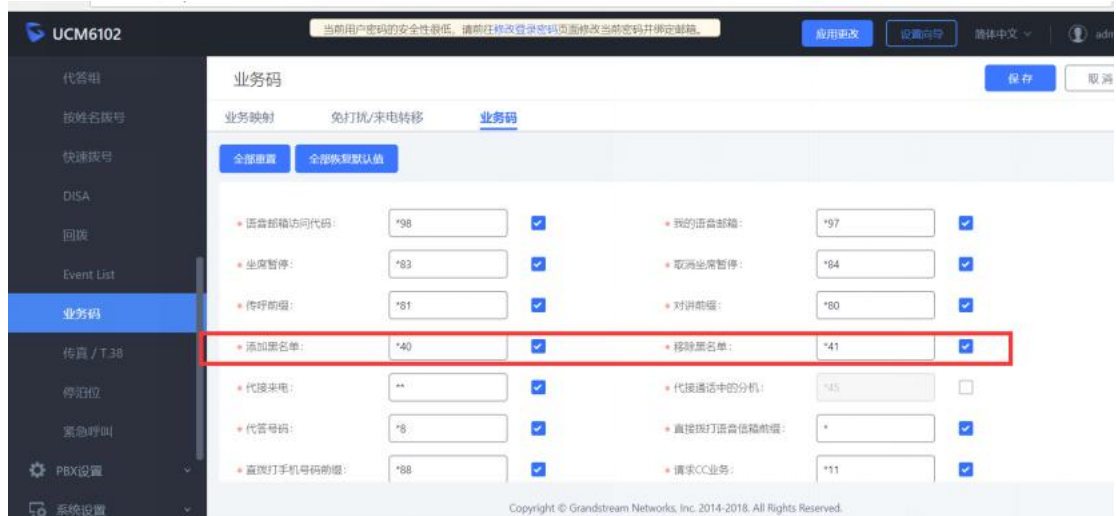 UCM6102
当前用户密码的安全性最低，请前往修改登录密码页面修改当前密码并绑定邮箱。
应用更改
设置向导
简体中文
adm
代答组
按姓名拨号
快速拨号
DISA
回拨
Event List
业务码
传真 / T.38
停泊位
紧急呼叫
PBX设置
系统设置
业务码
保存
取消
业务映射 免打扰/来电转移 业务码
全部重置 全部恢复默认值
* 语音邮箱访问代码: *98 * 我的语音邮箱: *97
* 坐席暂停: *83 * 取消坐席暂停: *84
* 传呼前缀: *81 * 对讲前缀: *80
* 添加黑名单: *40 * 移除黑名单: *41
* 代接来电: ** * 代接通话中的分机: *45
* 代答号码: *8 * 直接拨打语音信箱前缀: *
* 直拨打手机号码前缀: *88 * 请求CC业务: *11
Copyright © Grandstream Networks, Inc. 2014-2018. All Rights Reserved.